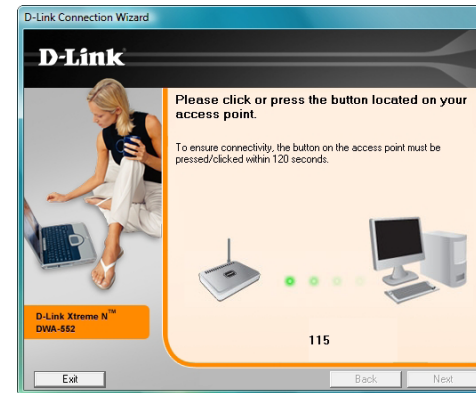 D-Link Connection Wizard
D-Link
Please click or press the button located on your
access point.
To ensure connectivity, the button on the access point must be
pressed/clicked within 120 seconds.
D-Link Xtreme N™
DWA-552
115
Exit
Back
Next